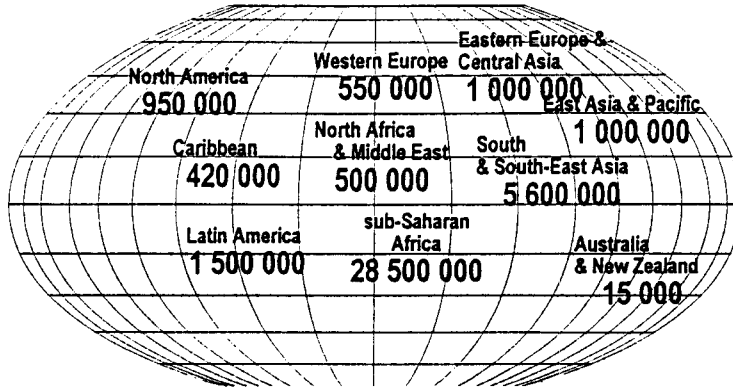 North America
950 000
Western Europe
550 000
Eastern Europe &
Central Asia
1 000 000
East Asia & Pacific
1 000 000
Caribbean
420 000
North Africa
& Middle East
500 000
South
& South-East Asia
5 600 000
Latin America
1 500 000
sub-Saharan
Africa
28 500 000
Australia
& New Zealand
15 000